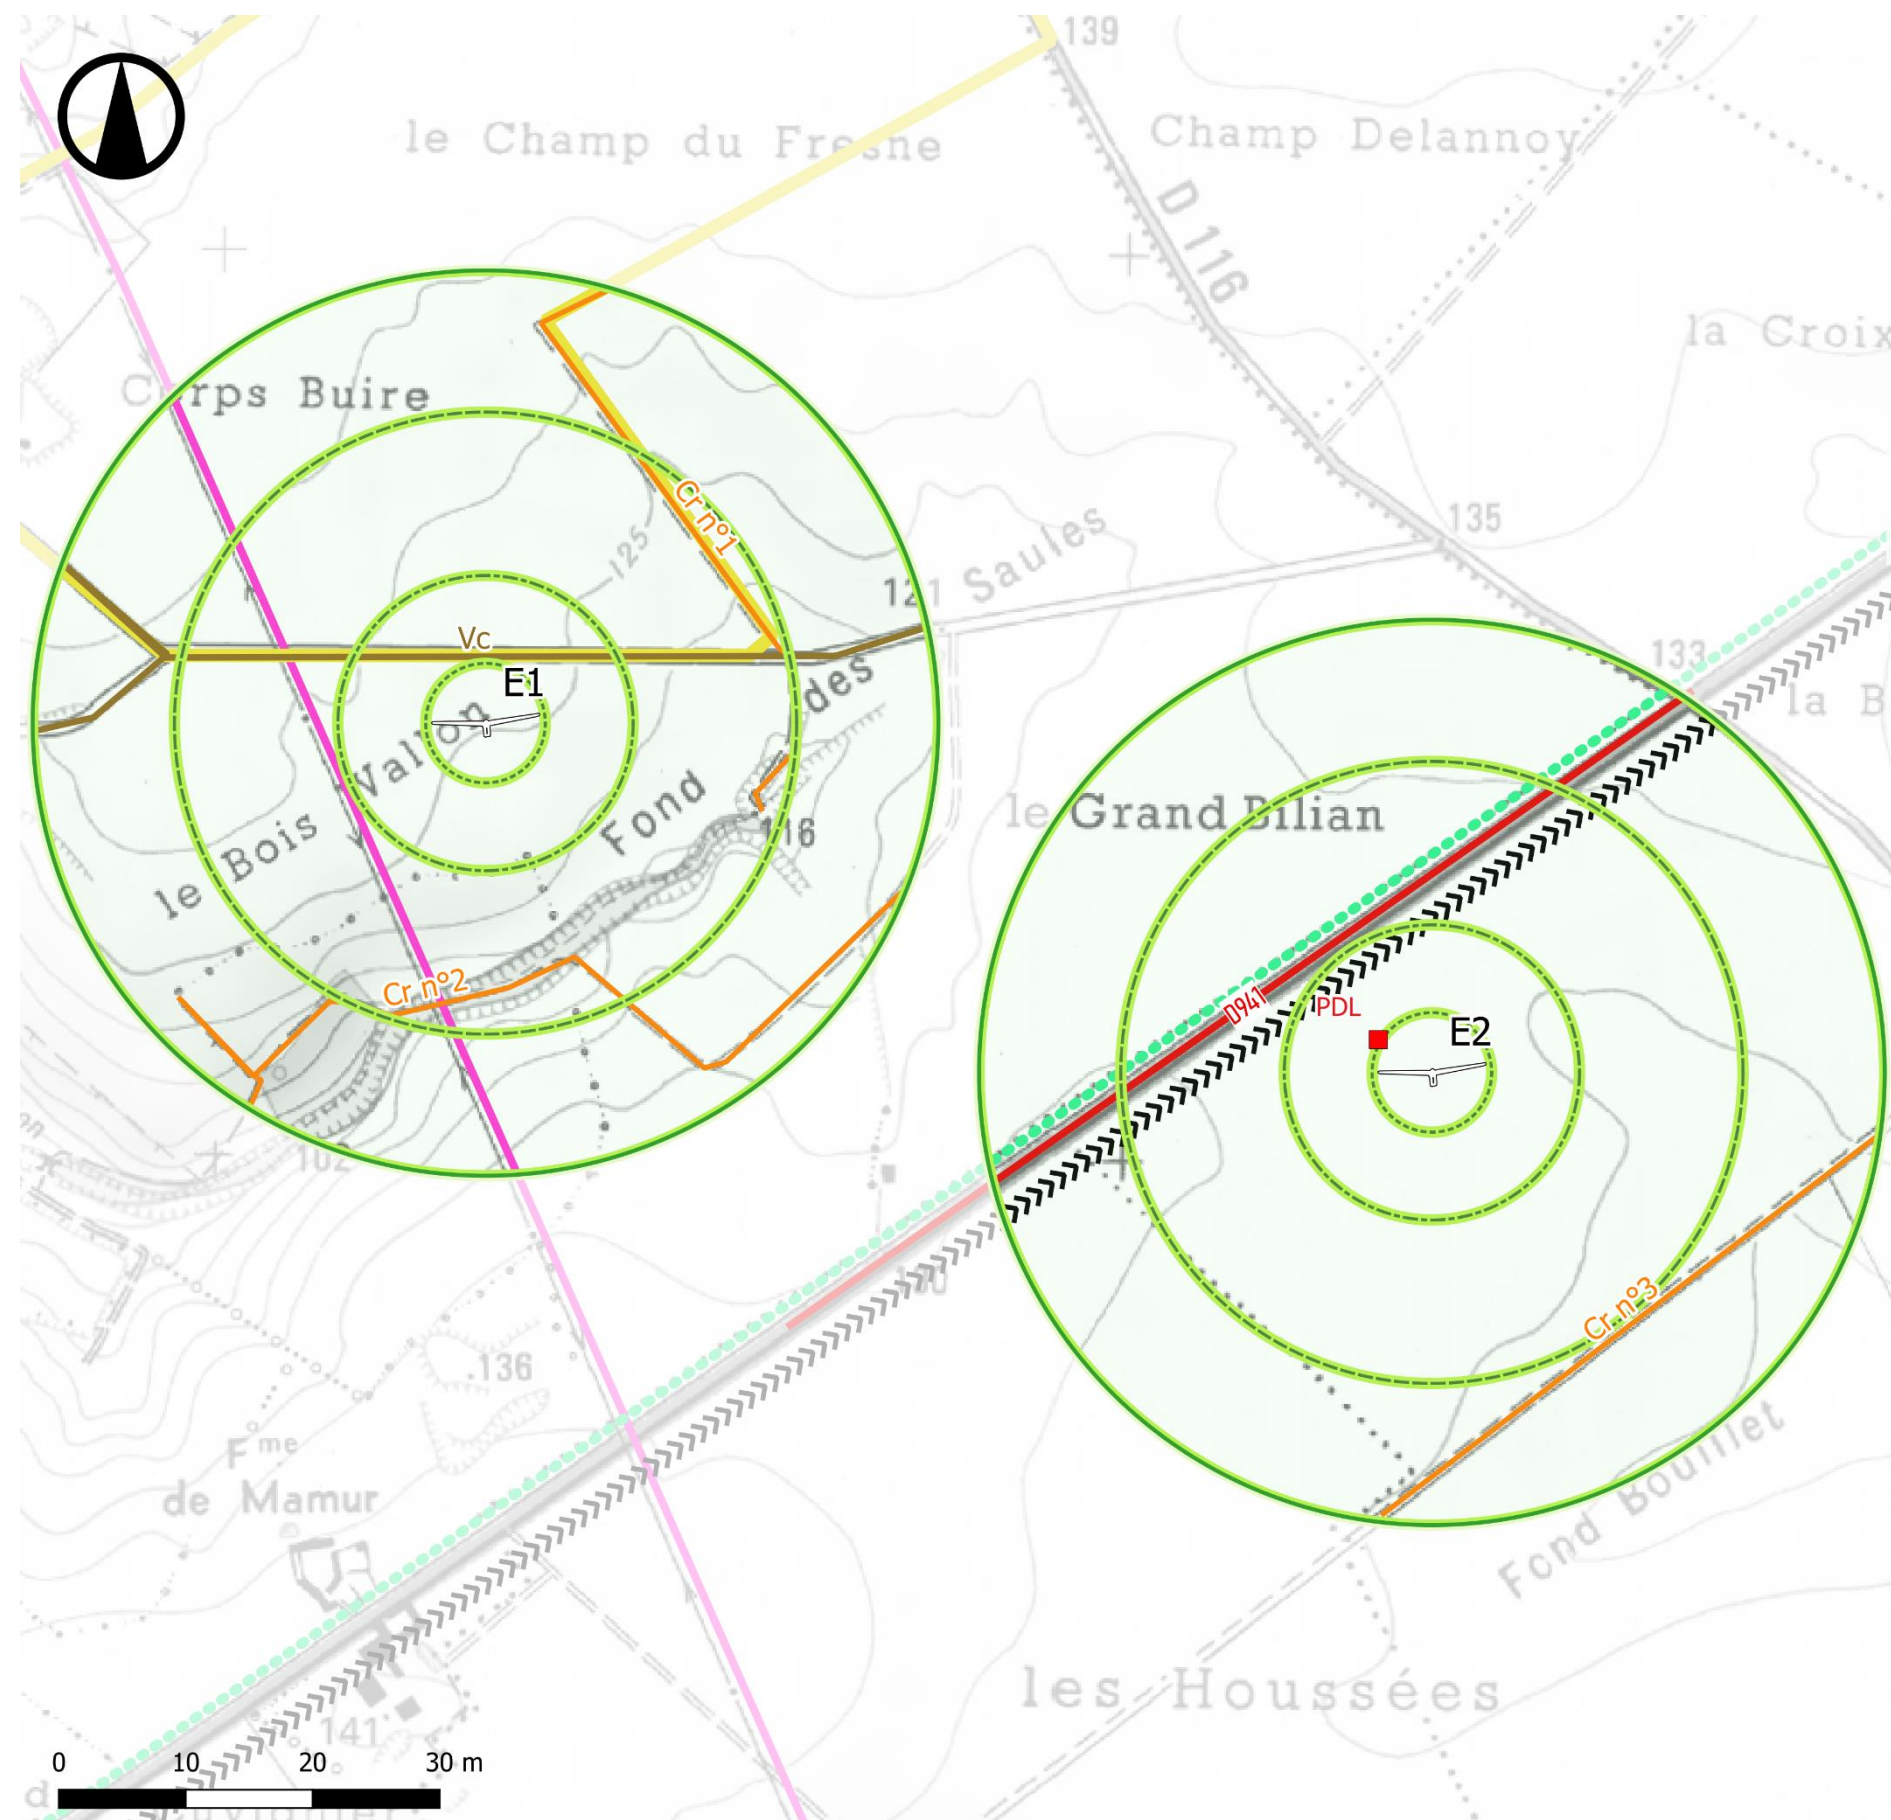 139
le Champ du Fresne
Champ Delannoy
D 116
la Croix
Corps Buire
Cr n°1
125
135
121
Saules
des
Vc
E1
133
la B
le Bois Vallon
Fond
116
le Grand Bilian
D941
PDL
E2
Cr n°2
102
Cr n°3
136
Fme
de Mamur
Fond Bouillet
les Houssées
141
0 10 20 30 m